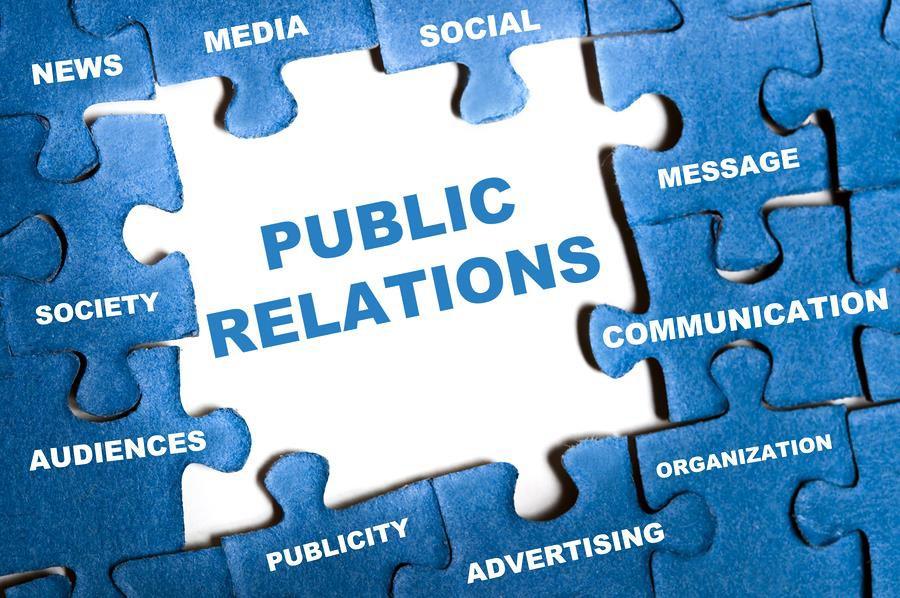 NEWS
MEDIA
SOCIAL
MESSAGE
PUBLIC
RELATIONS
SOCIETY
COMMUNICATION
AUDIENCES
ORGANIZATION
PUBLICITY
ADVERTISING